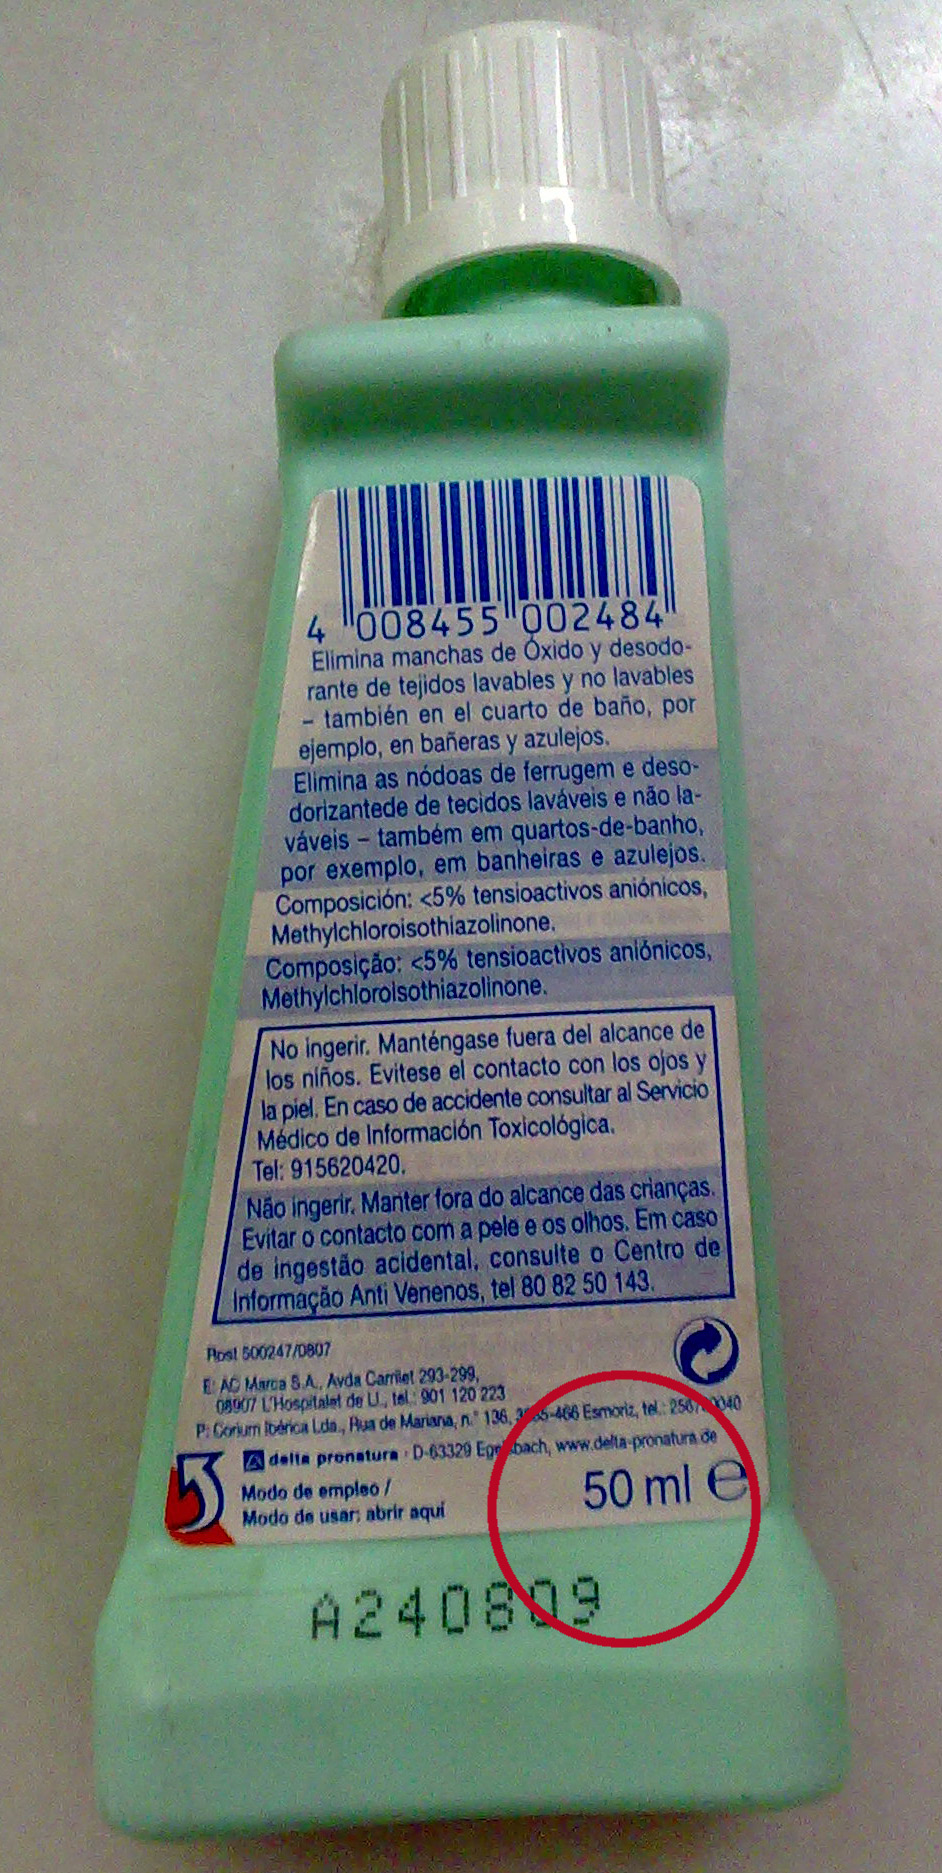 4 008455 002484
Elimina manchas de Óxido y desodo-
rante de tejidos lavables y no lavables
– también en el cuarto de baño, por
ejemplo, en bañeras y azulejos.
Elimina as nódoas de ferrugem e deso-
dorizantede de tecidos laváveis e não la-
váveis – também em quartos-de-banho,
por exemplo, em banheiras e azulejos.
Composición: <5% tensioactivos aniónicos,
Methylchloroisothiazolinone.
Composição: <5% tensioactivos aniónicos,
Methylchloroisothiazolinone.
No ingerir. Manténgase fuera del alcance de
los niños. Evitese el contacto con los ojos y
la piel. En caso de accidente consultar al Servicio
Médico de Información Toxicológica.
Tel: 915620420.
Não ingerir. Manter fora do alcance das crianças.
Evitar o contacto com a pele e os olhos. Em caso
de ingestão acidental, consulte o Centro de
Informação Anti Venenos, tel 80 82 50 143.
Rost 500247/0807
E: AC Marca S.A., Avda Carrilet 293-299,
08907 L'Hospitalet de Ll., tel.: 901 120 223
P: Corium Ibérica Lda., Rua de Mariana, n.° 136, Esmoriz, tel.:
delta pronatura · D-63329 Egelsbach, www.delta-pronatura.de
Modo de empleo /
Modo de usar: abrir aquí
50 ml e
A240809